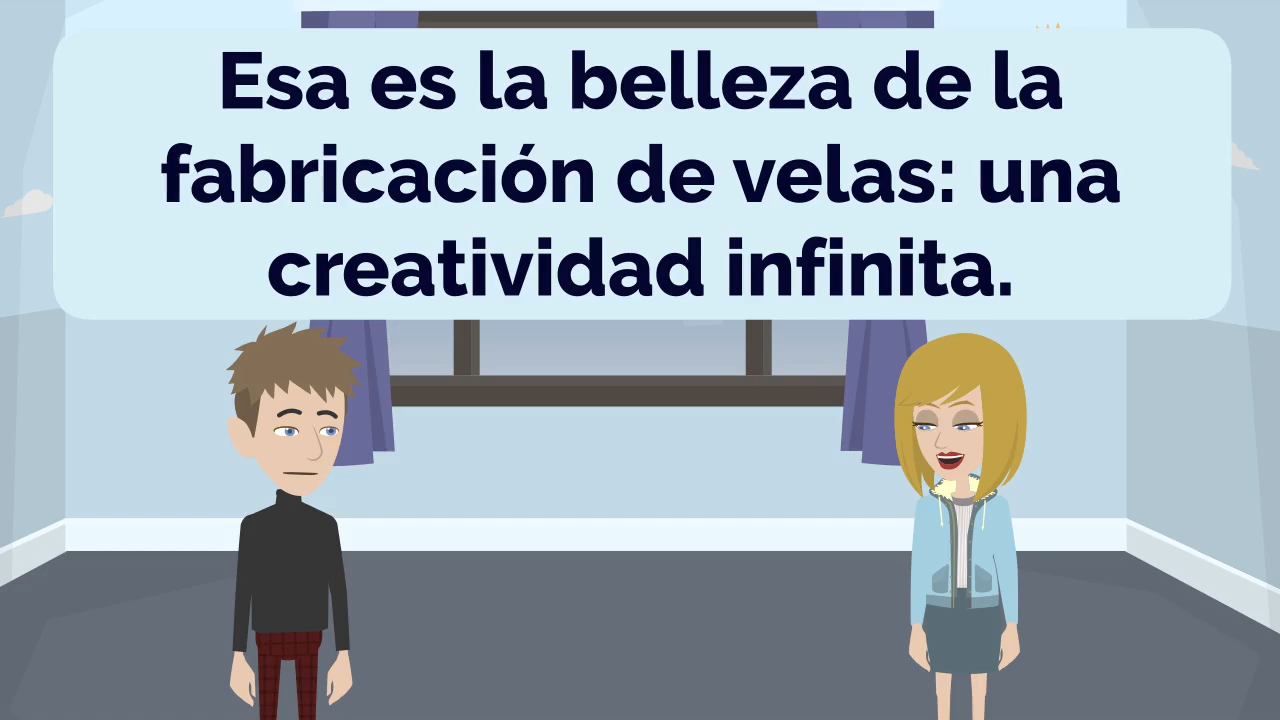 Esa es la belleza de la
fabricación de velas: una
creatividad infinita.